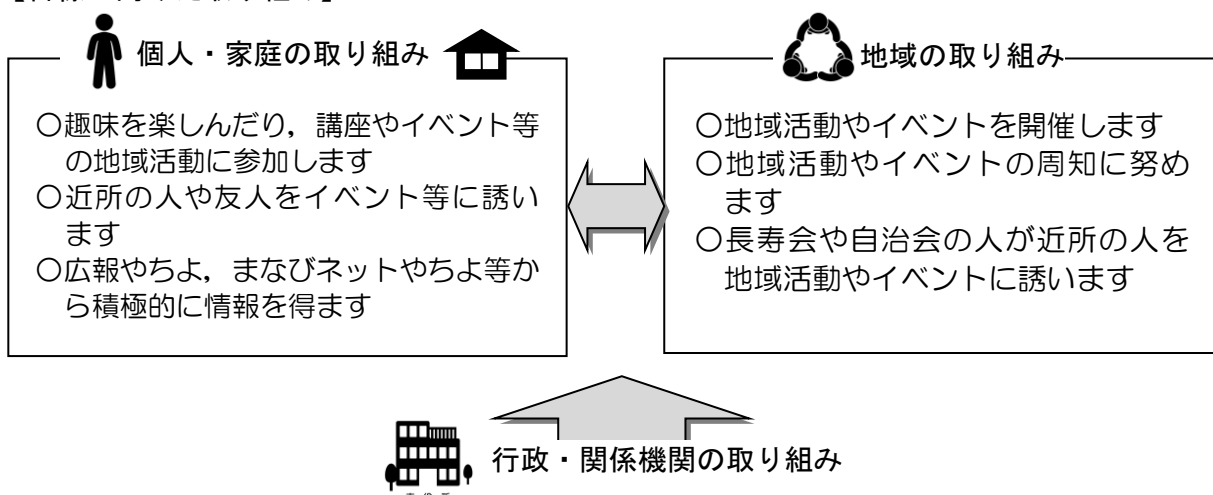 個人・家庭の取り組み
〇趣味を楽しんだり，講座やイベント等
の地域活動に参加します
〇近所の人や友人をイベント等に誘い
ます
〇広報やちよ，まなびネットやちよ等か
ら積極的に情報を得ます
地域の取り組み
〇地域活動やイベントを開催します
〇地域活動やイベントの周知に努め
ます
〇長寿会や自治会の人が近所の人を
地域活動やイベントに誘います
行政・関係機関の取り組み